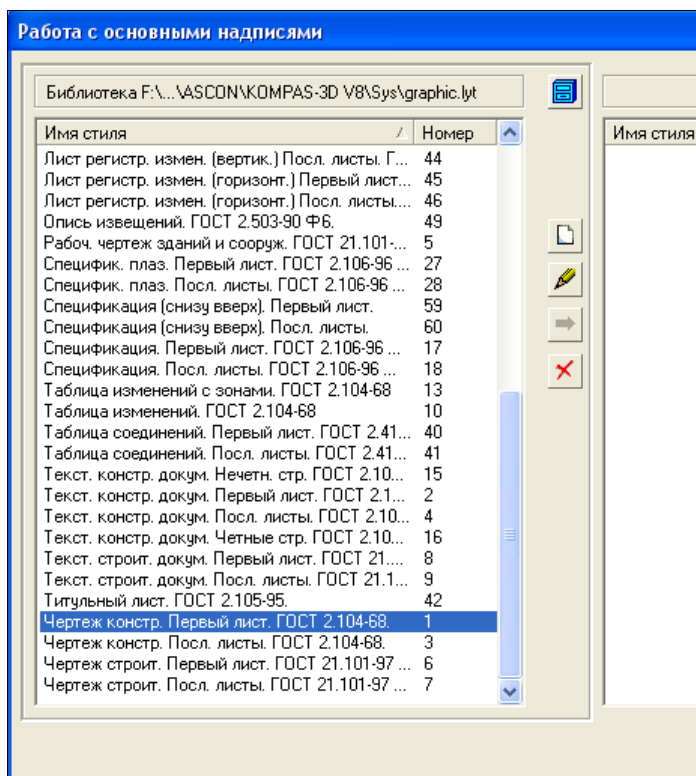 Работа с основными надписями
Библиотека F:\...\ASCON\KOMPAS-3D V8\Sys\graphic.lyt
Имя стиля Номер Имя стиля
Лист регистр. измен. (вертик.) Посл. листы. Г... 44
Лист регистр. измен. (горизонт.) Первый лист... 45
Лист регистр. измен. (горизонт.) Посл. листы.... 46
Опись извещений. ГОСТ 2.503-90 Ф6. 49
Рабоч. чертеж зданий и сооруж. ГОСТ 21.101-... 5
Специфик. плаз. Первый лист. ГОСТ 2.106-96 ... 27
Специфик. плаз. Посл. листы. ГОСТ 2.106-96 ... 28
Спецификация (снизу вверх). Первый лист. 59
Спецификация (снизу вверх). Посл. листы. 60
Спецификация. Первый лист. ГОСТ 2.106-96 ... 17
Спецификация. Посл. листы. ГОСТ 2.106-96 ... 18
Таблица изменений с зонами. ГОСТ 2.104-68 13
Таблица изменений. ГОСТ 2.104-68 10
Таблица соединений. Первый лист. ГОСТ 2.41... 40
Таблица соединений. Посл. листы. ГОСТ 2.41... 41
Текст. констр. докум. Нечетн. стр. ГОСТ 2.10... 15
Текст. констр. докум. Первый лист. ГОСТ 2.1... 2
Текст. констр. докум. Посл. листы. ГОСТ 2.10... 4
Текст. констр. докум. Четные стр. ГОСТ 2.10... 16
Текст. строит. докум. Первый лист. ГОСТ 21.... 8
Текст. строит. докум. Посл. листы. ГОСТ 21.1... 9
Титульный лист. ГОСТ 2.105-95. 42
Чертеж констр. Первый лист. ГОСТ 2.104-68. 1
Чертеж констр. Посл. листы. ГОСТ 2.104-68. 3
Чертеж строит. Первый лист. ГОСТ 21.101-97 ... 6
Чертеж строит. Посл. листы. ГОСТ 21.101-97 ... 7